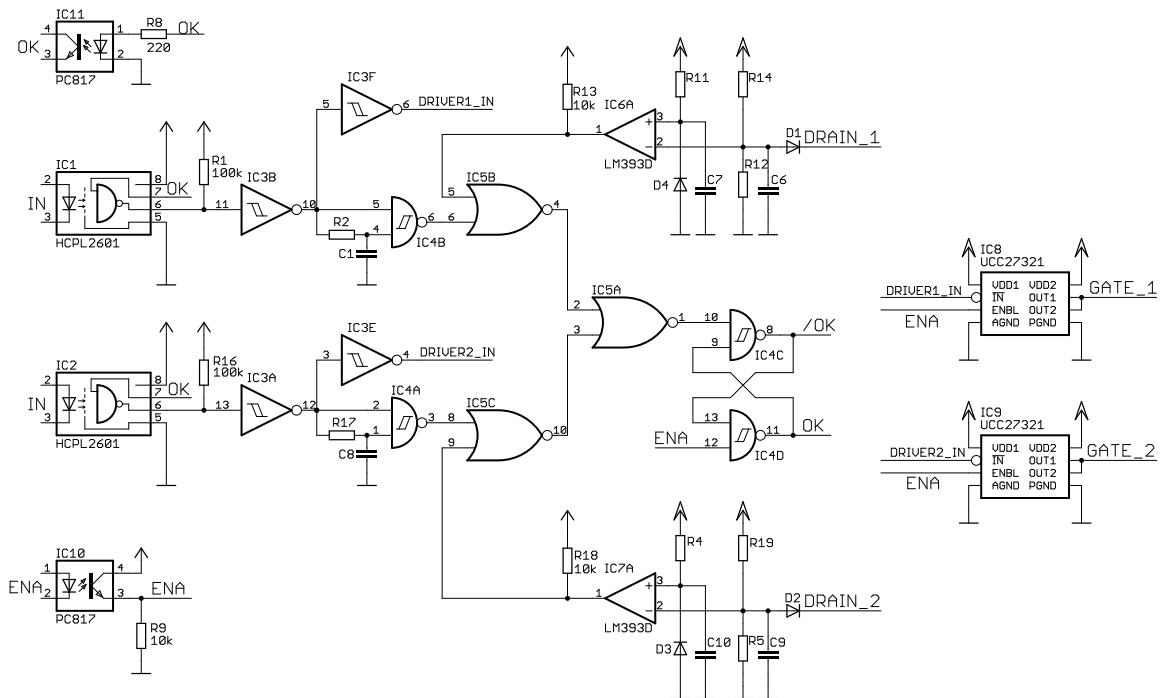 IC11
4
1
R8
OK
OK
3
2
220
PC817
IC3F
5
6
DRIVER1_IN
R13
10k
IC6A
R11
R14
1
3
2
+
−
LM393D
D1
DRAIN_1
R12
D4
C7
C6
IC1
2
8
7
OK
6
IN
3
5
HCPL2601
R1
100k
IC3B
11
10
R2
5
4
6
IC4B
C1
IC5B
5
6
4
IC5A
2
3
1
10
8
/OK
9
IC4C
13
12
11
OK
ENA
IC4D
IC8
UCC27321
DRIVER1_IN
ENA
VDD1 VDD2
IN OUT1
ENBL OUT2
AGND PGND
GATE_1
IC2
2
8
7
OK
6
IN
3
5
HCPL2601
R16
100k
IC3A
13
12
IC3E
3
4
DRIVER2_IN
IC4A
2
1
3
R17
C8
IC5C
8
9
10
IC9
UCC27321
DRIVER2_IN
ENA
VDD1 VDD2
IN OUT1
ENBL OUT2
AGND PGND
GATE_2
IC10
1
4
ENA
ENA
2
3
PC817
R9
10k
R18
10k
IC7A
R4
R19
1
3
2
+
−
LM393D
D2
DRAIN_2
D3
C10
R5
C9